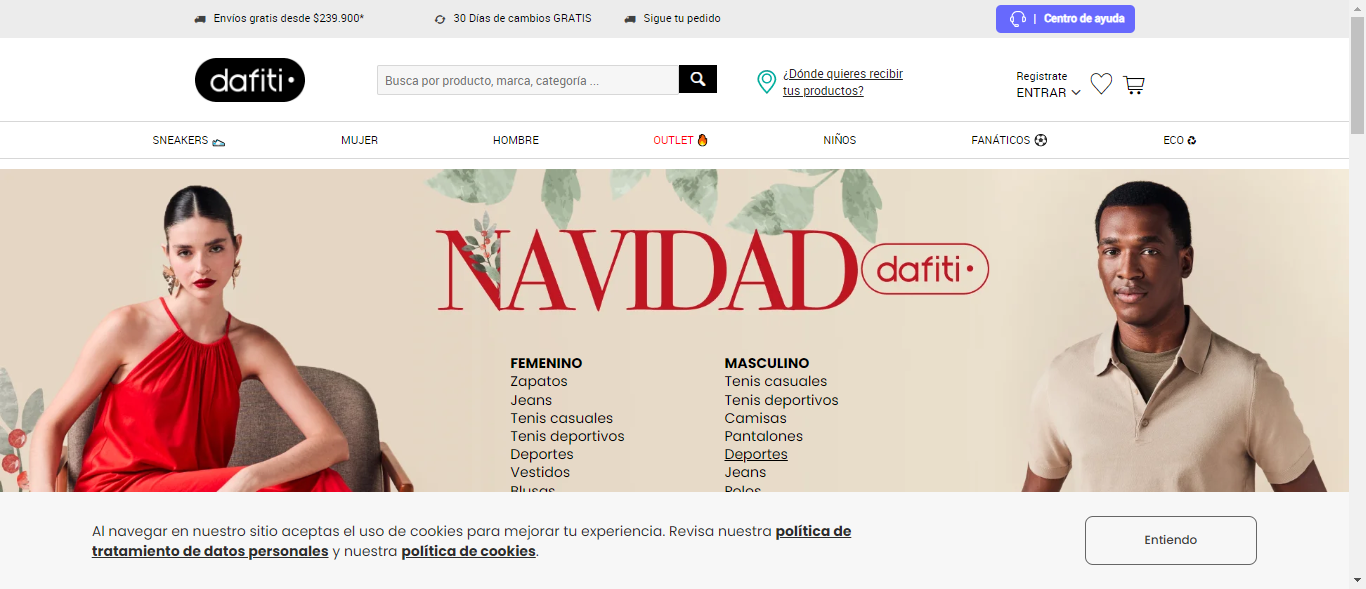 Envíos gratis desde $239.900*
30 Días de cambios GRATIS
Sigue tu pedido
| Centro de ayuda
dafiti
Busca por producto, marca, categoría ...
¿Dónde quieres recibir
tus productos?
Registrate
ENTRAR
SNEAKERS
MUJER
HOMBRE
OUTLET
NIÑOS
FANÁTICOS
ECO
NAVIDAD
dafiti
FEMENINO
Zapatos
Jeans
Tenis casuales
Tenis deportivos
Deportes
Vestidos
Blusas
MASCULINO
Tenis casuales
Tenis deportivos
Camisas
Pantalones
Deportes
Jeans
Polos
Al navegar en nuestro sitio aceptas el uso de cookies para mejorar tu experiencia. Revisa nuestra política de
tratamiento de datos personales y nuestra política de cookies.
Entiendo